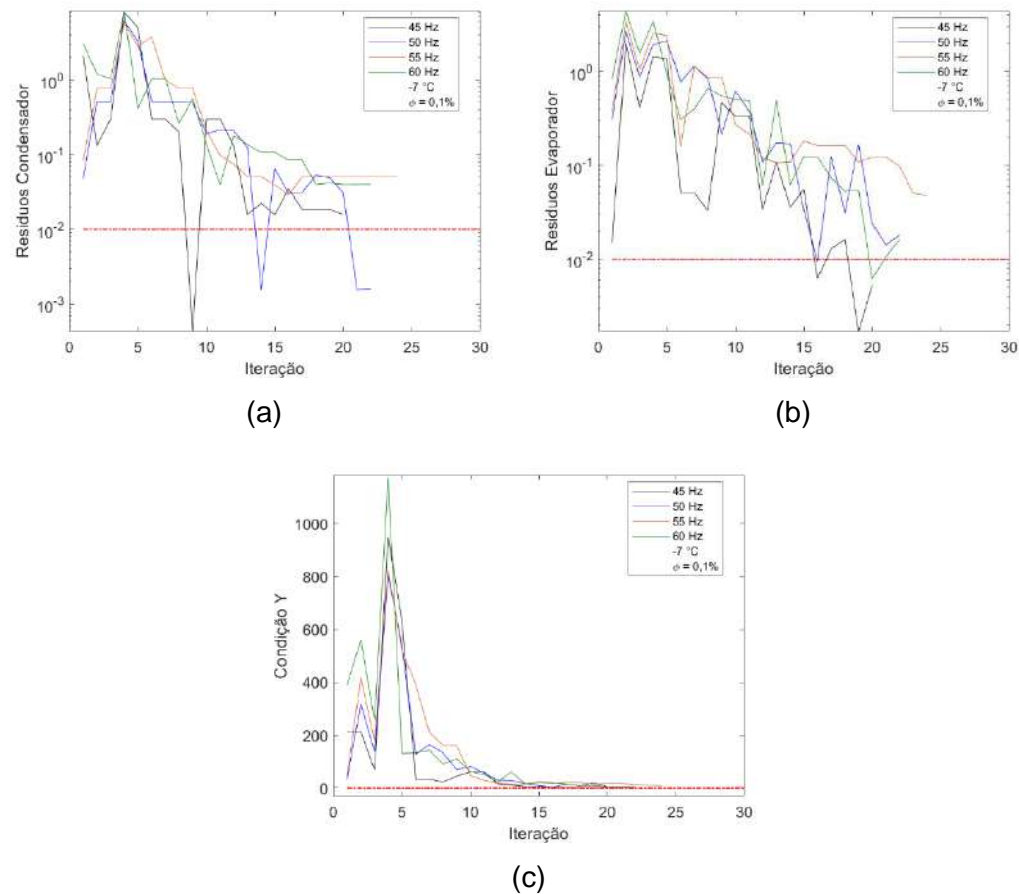 Resíduos Condensador
10^0
10^-1
10^-2
10^-3
0 5 10 15 20 25 30
Iteração
45 Hz
50 Hz
55 Hz
60 Hz
-7 °C
ϕ = 0,1%
(a)
Resíduos Evaporador
10^0
10^-1
10^-2
0 5 10 15 20 25 30
Iteração
45 Hz
50 Hz
55 Hz
60 Hz
-7 °C
ϕ = 0,1%
(b)
Condição Y
1000
800
600
400
200
0
0 5 10 15 20 25 30
Iteração
45 Hz
50 Hz
55 Hz
60 Hz
-7 °C
ϕ = 0,1%
(c)